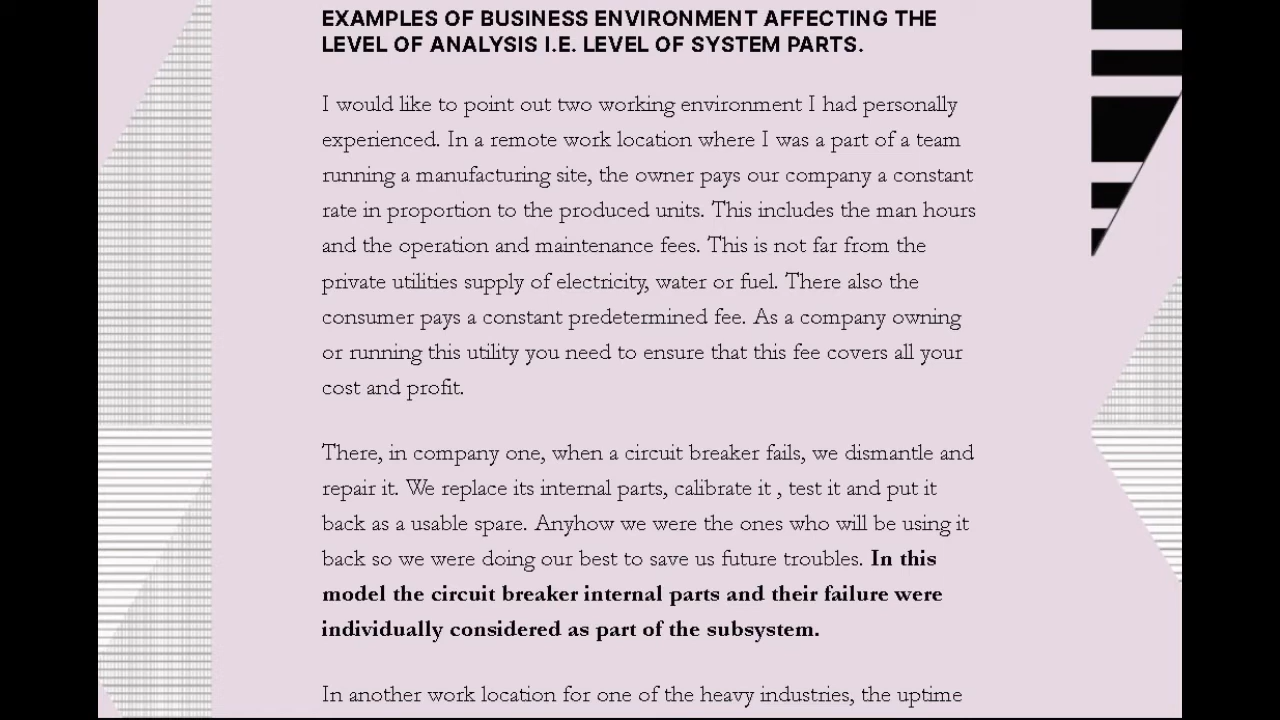 EXAMPLES OF BUSINESS ENVIRONMENT AFFECTING THE
LEVEL OF ANALYSIS I.E. LEVEL OF SYSTEM PARTS.
I would like to point out two working environment I had personally
experienced. In a remote work location where I was a part of a team
running a manufacturing site, the owner pays our company a constant
rate in proportion to the produced units. This includes the man hours
and the operation and maintenance fees. This is not far from the
private utilities supply of electricity, water or fuel. There also the
consumer pays a constant predetermined fee. As a company owning
or running this utility you need to ensure that this fee covers all your
cost and profit.
There, in company one, when a circuit breaker fails, we dismantle and
repair it. We replace its internal parts, calibrate it , test it and put it
back as a usable spare. Anyhow we were the ones who will be using it
back so we were doing our best to save us future troubles. In this
model the circuit breaker internal parts and their failure were
individually considered as part of the subsystem.
In another work location for one of the heavy industries, the uptime